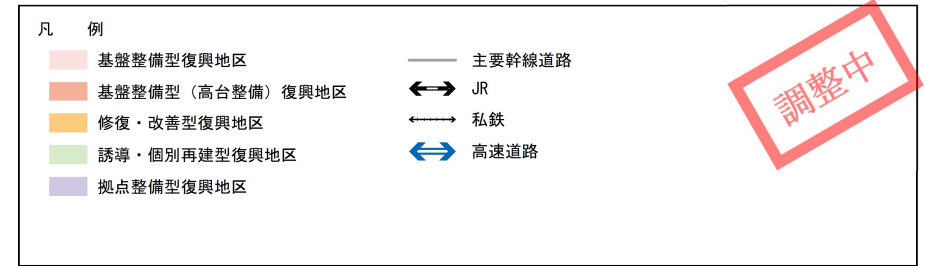 凡　例
基盤整備型復興地区
基盤整備型（高台整備）復興地区
修復・改善型復興地区
誘導・個別再建型復興地区
拠点整備型復興地区
主要幹線道路
JR
私鉄
高速道路
調整中